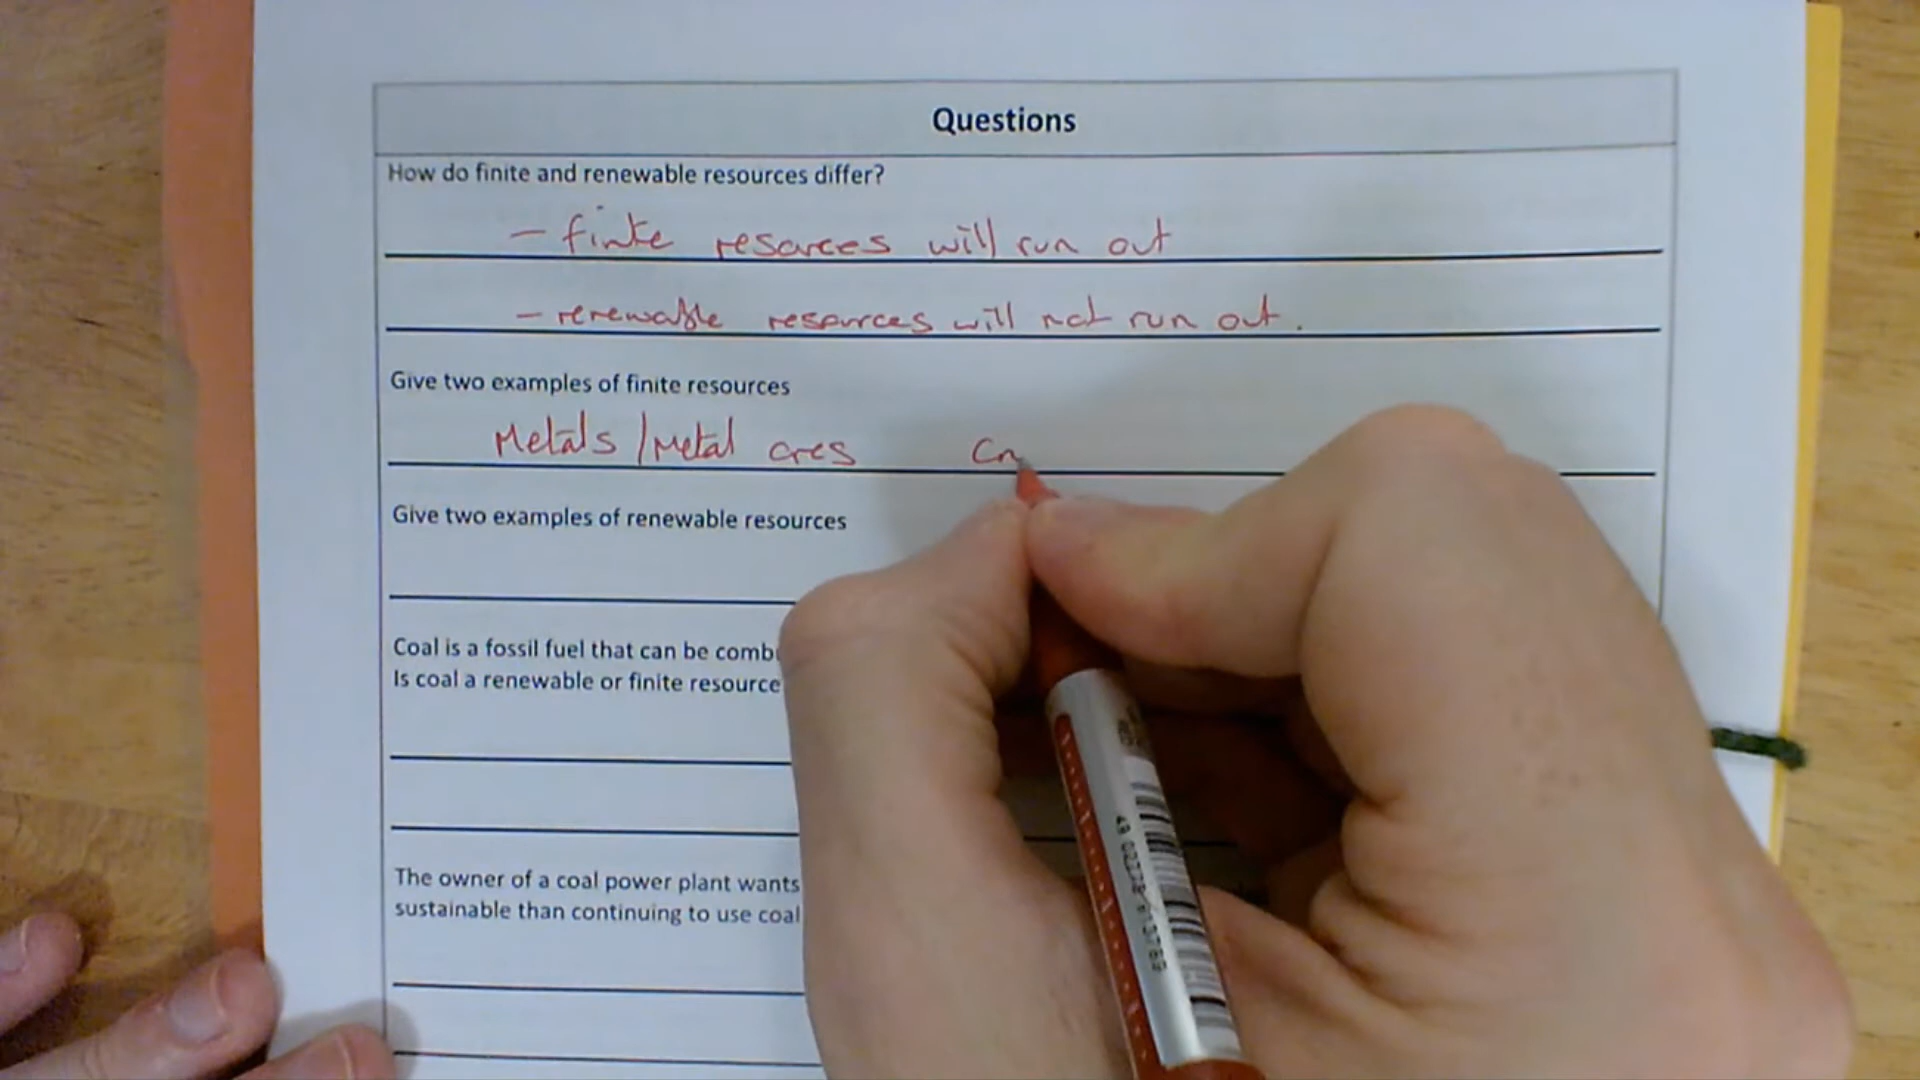 Questions
How do finite and renewable resources differ?
- finite resources will run out
- renewable resources will not run out.
Give two examples of finite resources
Metals / Metal ores
Give two examples of renewable resources
Coal is a fossil fuel that can be
Is coal a renewable or finite resource
The owner of a coal power plant wants
sustainable than continuing to use coal